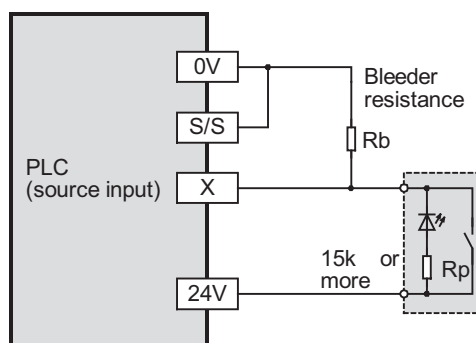 0V
Bleeder
resistance
S/S
Rb
PLC
(source input)
X
15k or
more
Rp
24V